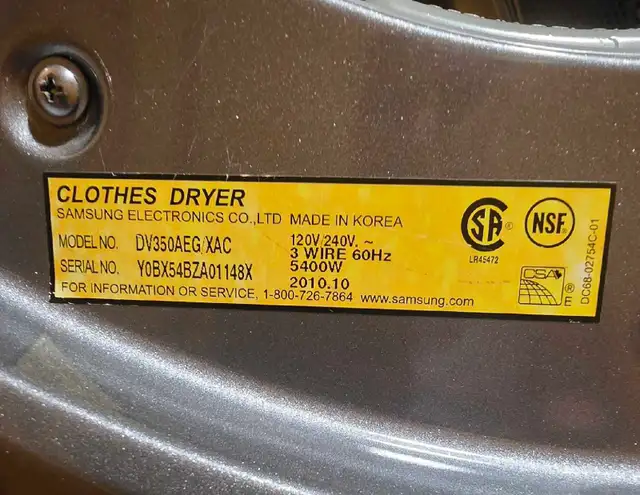 CLOTHES DRYER
SAMSUNG ELECTRONICS CO.,LTD MADE IN KOREA
MODEL NO. DV350AEG/XAC 120V/240V. ~
3 WIRE 60Hz
SERIAL NO. Y0BX54BZA01148X 5400W
2010.10
FOR INFORMATION OR SERVICE, 1-800-726-7864 www.samsung.com
SA ®
LR45472
NSF ®
CSA ®
E
DC68-02754C-01